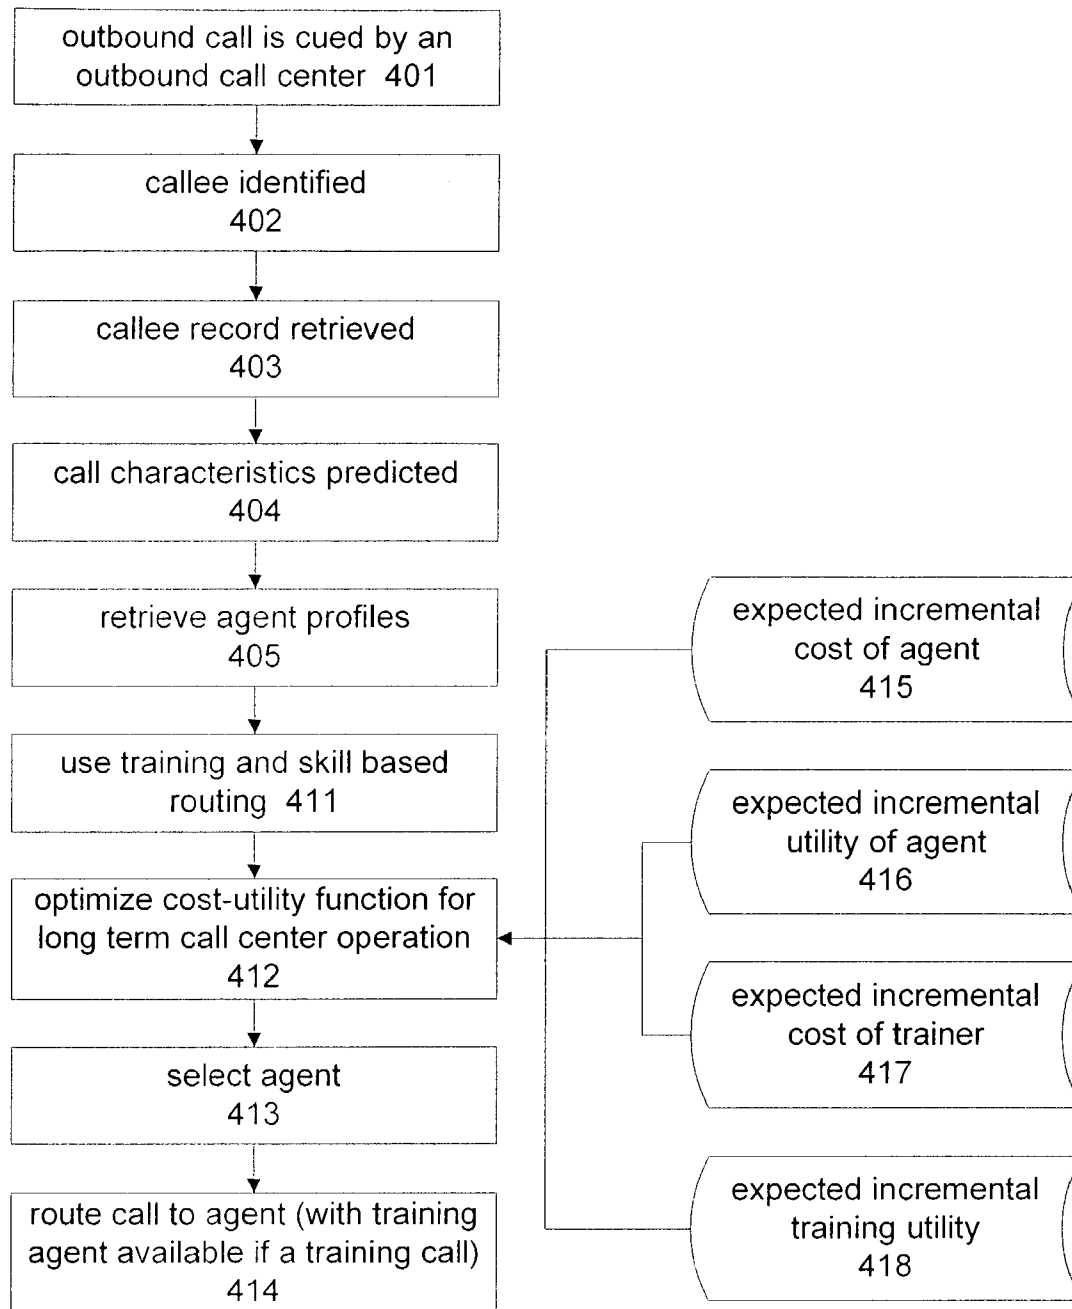 outbound call is cued by an
outbound call center 401
callee identified
402
callee record retrieved
403
call characteristics predicted
404
retrieve agent profiles
405
use training and skill based
routing 411
optimize cost-utility function for
long term call center operation
412
select agent
413
route call to agent (with training
agent available if a training call)
414
expected incremental
cost of agent
415
expected incremental
utility of agent
416
expected incremental
cost of trainer
417
expected incremental
training utility
418